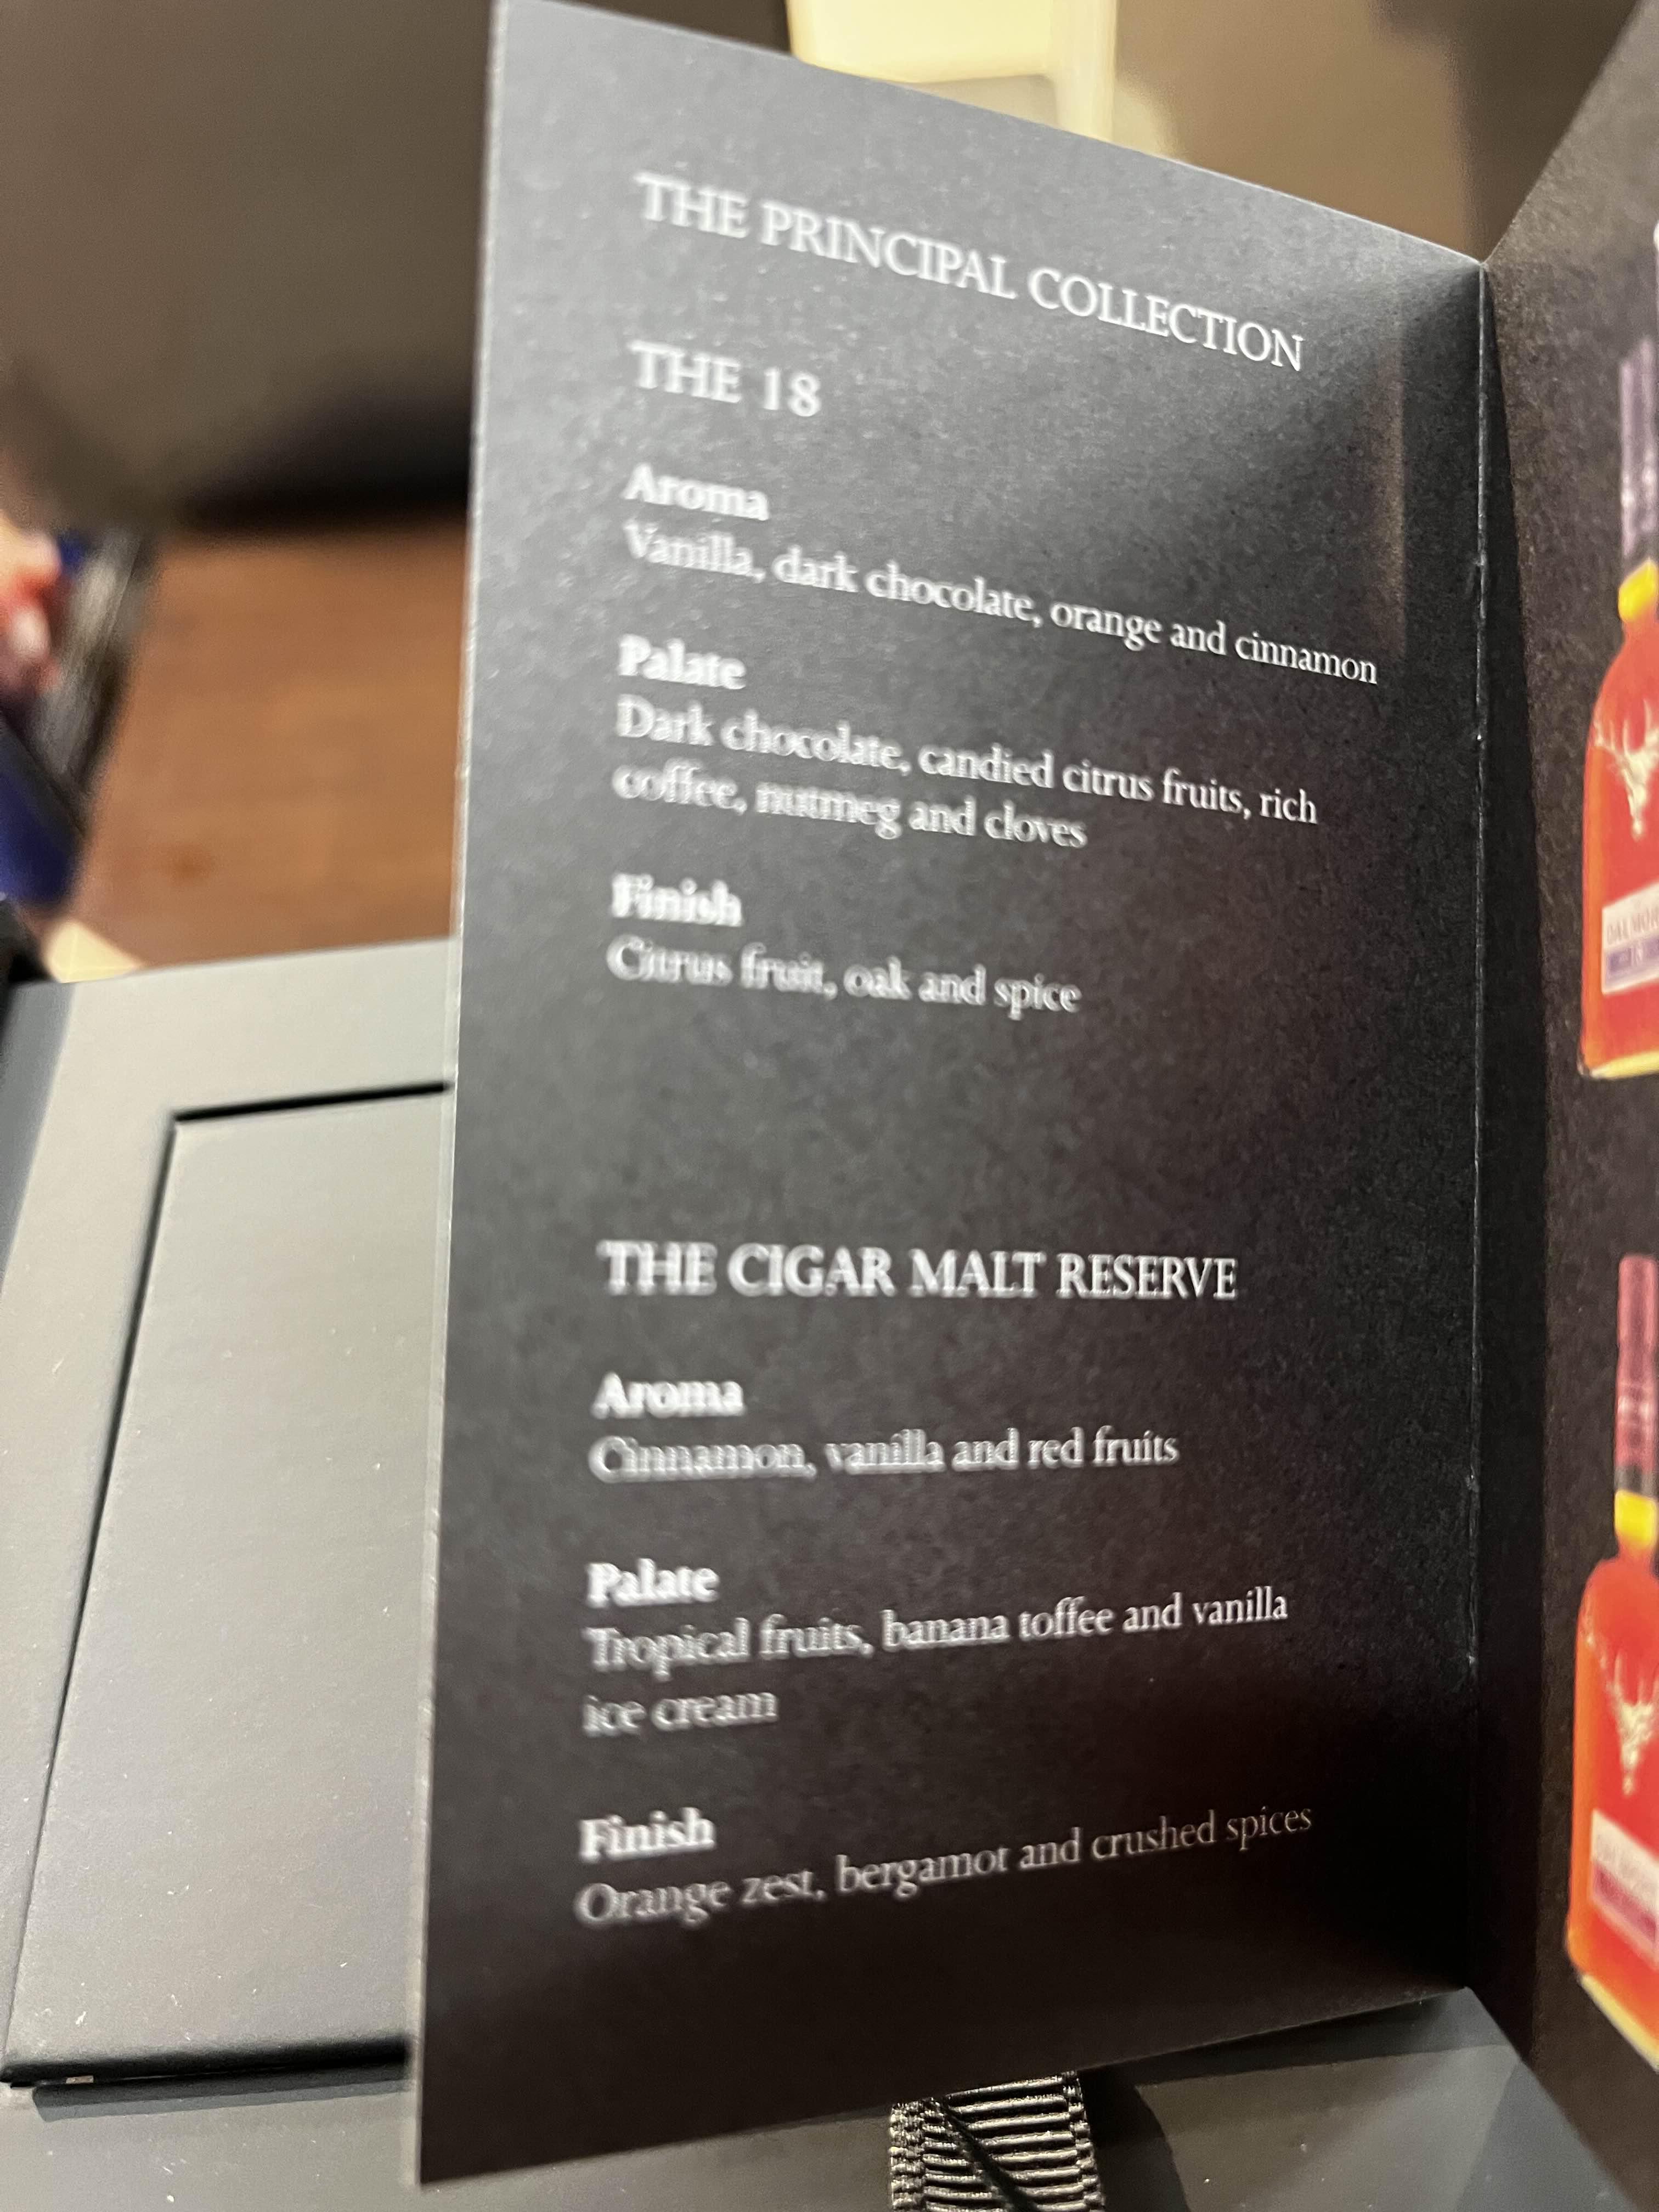 THE PRINCIPAL COLLECTION
THE 18
Aroma
Vanilla, dark chocolate, orange and cinnamon
Palate
Dark chocolate, candied citrus fruits, rich
coffee, nutmeg and cloves
Finish
Citrus fruit, oak and spice
THE CIGAR MALT RESERVE
Aroma
Cinnamon, vanilla and red fruits
Palate
Tropical fruits, banana toffee and vanilla
ice cream
Finish
Orange zest, bergamot and crushed spices